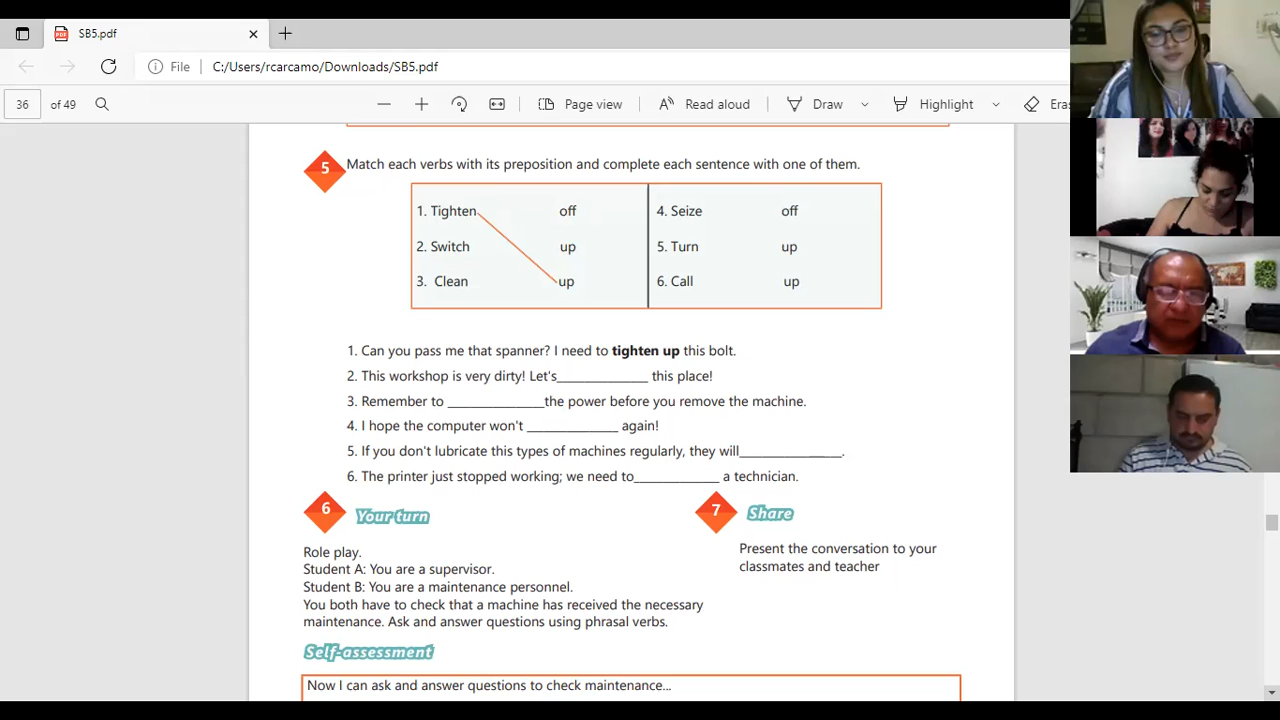 SB5.pdf
File C:/Users/rcarcamo/Downloads/SB5.pdf
36 of 49 Page view Read aloud Draw Highlight Eras
5 Match each verbs with its preposition and complete each sentence with one of them.
1. Tighten off 4. Seize off
2. Switch up 5. Turn up
3. Clean up 6. Call up
1. Can you pass me that spanner? I need to tighten up this bolt.
2. This workshop is very dirty! Let's______________ this place!
3. Remember to _______________the power before you remove the machine.
4. I hope the computer won't ______________ again!
5. If you don't lubricate this types of machines regularly, they will________________.
6. The printer just stopped working; we need to_____________ a technician.
6 Your turn
Role play.
Student A: You are a supervisor.
Student B: You are a maintenance personnel.
You both have to check that a machine has received the necessary
maintenance. Ask and answer questions using phrasal verbs.
7 Share
Present the conversation to your
classmates and teacher
Self-assessment
Now I can ask and answer questions to check maintenance...